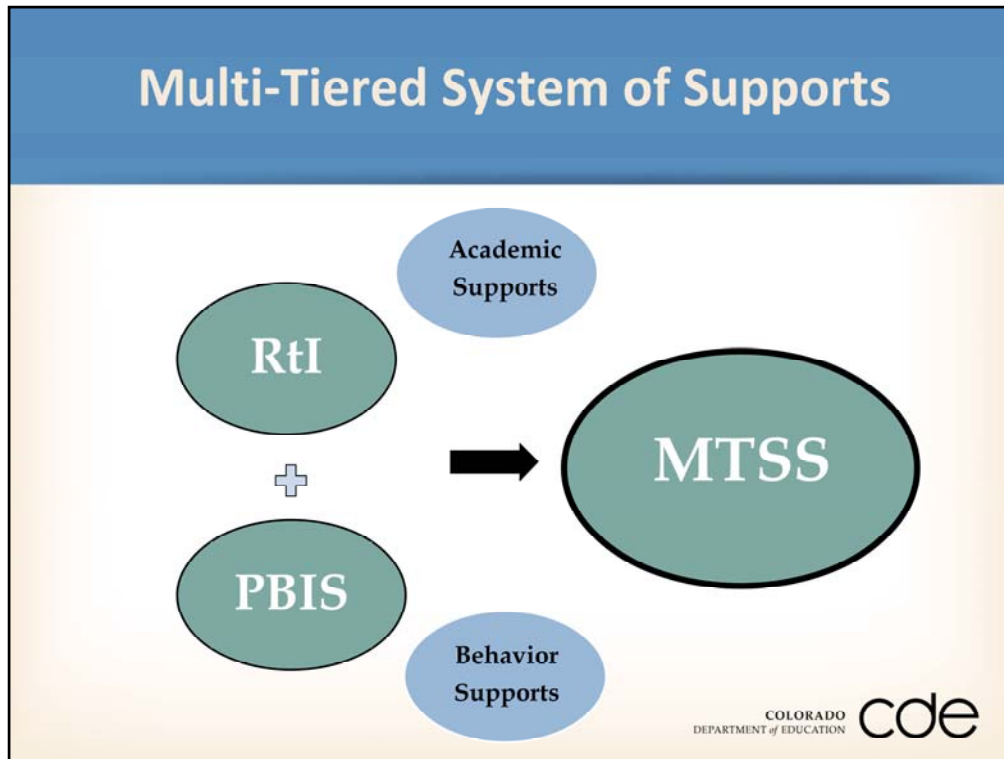 Multi-Tiered System of Supports
Academic
Supports
RtI
MTSS
PBIS
Behavior
Supports
COLORADO
DEPARTMENT of EDUCATION
cde